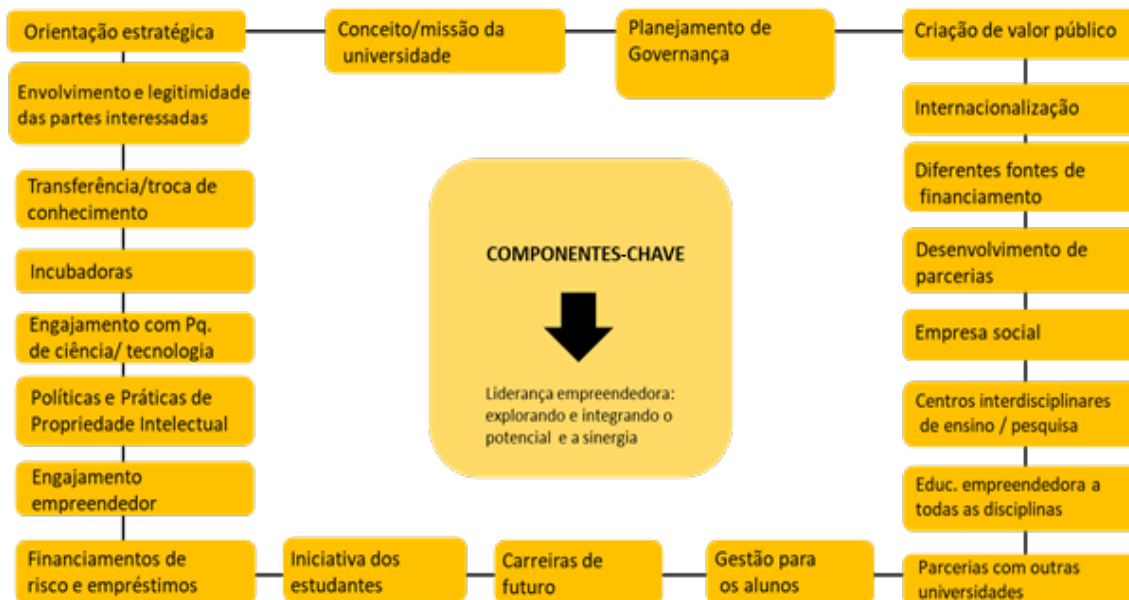 Orientação estratégica
Conceito/missão da
universidade
Planejamento de
Governança
Criação de valor público
Envolvimento e legitimidade
das partes interessadas
Internacionalização
Transferência/troca de
conhecimento
Diferentes fontes de
financiamento
Incubadoras
Desenvolvimento de
parcerias
COMPONENTES-CHAVE
Engajamento com Pq.
de ciência/ tecnologia
Empresa social
Políticas e Práticas de
Propriedade Intelectual
Liderança empreendedora:
explorando e integrando o
potencial e a sinergia
Centros interdisciplinares
de ensino / pesquisa
Engajamento
empreendedor
Educ. empreendedora a
todas as disciplinas
Financiamentos de
risco e empréstimos
Iniciativa dos
estudantes
Carreiras de
futuro
Gestão para
os alunos
Parcerias com outras
universidades